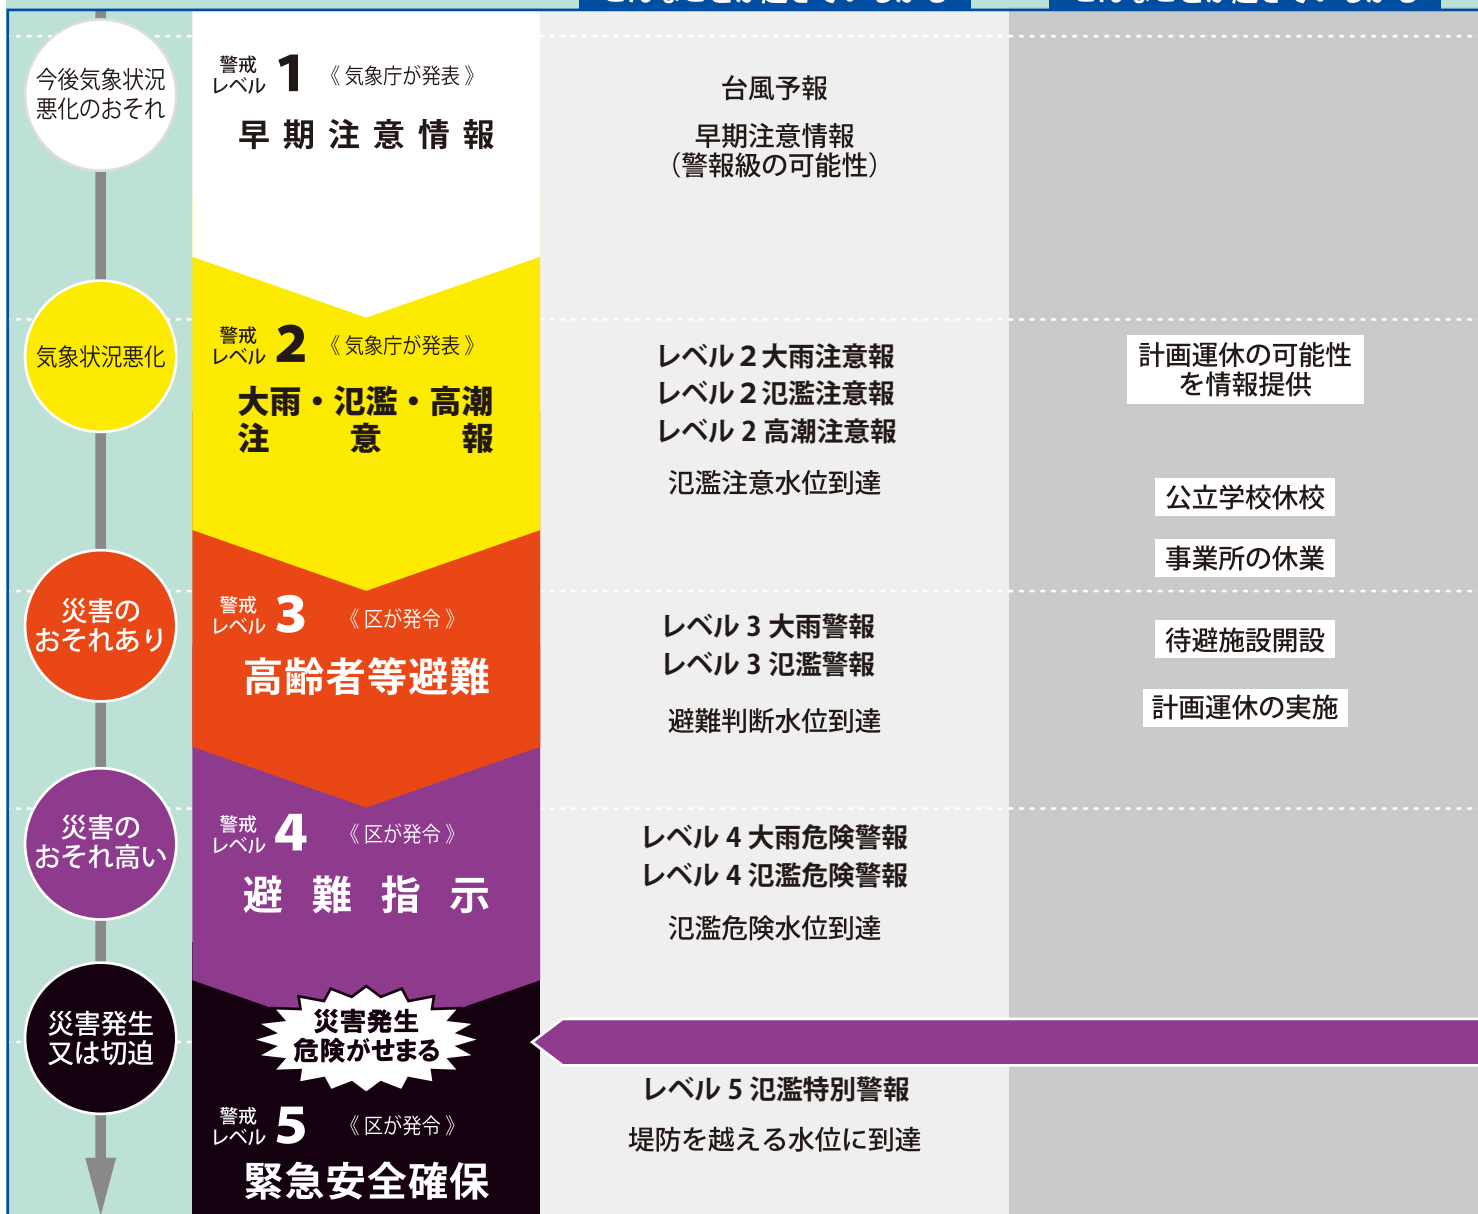 今後気象状況
悪化のおそれ
警戒
レベル 1 《 気象庁が発表 》
早期注意情報
台風予報
早期注意情報
（警報級の可能性）
気象状況悪化
警戒
レベル 2 《 気象庁が発表 》
大雨・氾濫・高潮
注意報
レベル 2 大雨注意報
レベル 2 氾濫注意報
レベル 2 高潮注意報
氾濫注意水位到達
計画運休の可能性
を情報提供
公立学校休校
事業所の休業
災害の
おそれあり
警戒
レベル 3 《 区が発令 》
高齢者等避難
レベル 3 大雨警報
レベル 3 氾濫警報
避難判断水位到達
待避施設開設
計画運休の実施
災害の
おそれ高い
警戒
レベル 4 《 区が発令 》
避難指示
レベル 4 大雨危険警報
レベル 4 氾濫危険警報
氾濫危険水位到達
災害発生
又は切迫
災害発生
危険がせまる
警戒
レベル 5 《 区が発令 》
緊急安全確保
レベル 5 氾濫特別警報
堤防を越える水位に到達